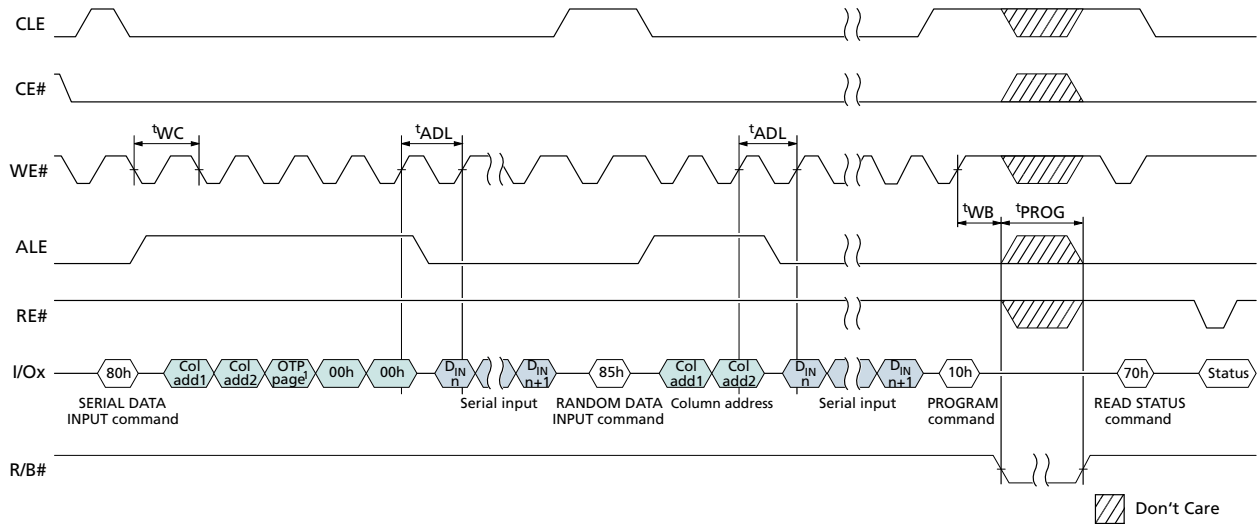 CLE
CE#
tWC
tADL
tADL
WE#
tWB
tPROG
ALE
RE#
I/Ox
80h
Col add1
Col add2
OTP page1
00h
00h
DIN n
DIN n+1
85h
Col add1
Col add2
DIN n
DIN n+1
10h
70h
Status
SERIAL DATA
INPUT command
Serial input
RANDOM DATA
INPUT command
Column address
Serial input
PROGRAM
command
READ STATUS
command
R/B#
Don't Care